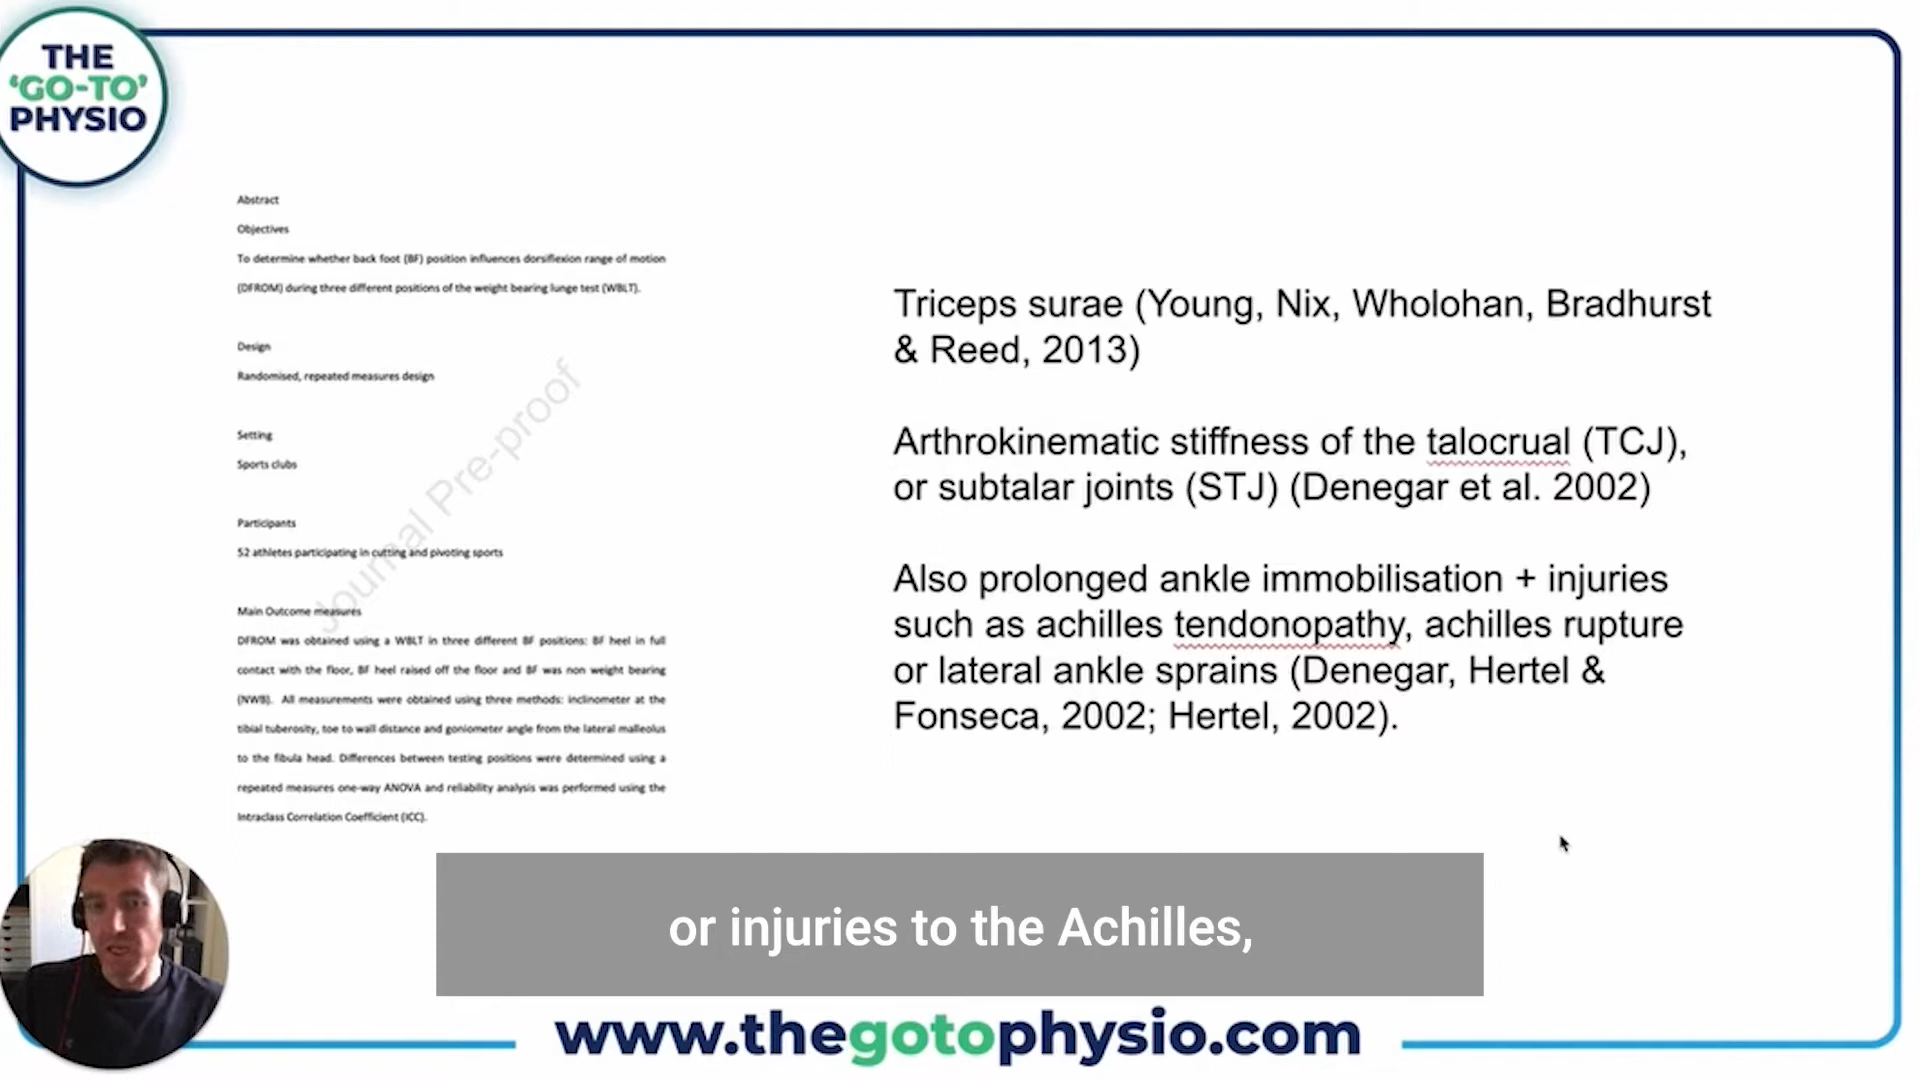 THE
'GO-TO'
PHYSIO
Abstract
Objectives
To determine whether back foot (BF) position influences dorsiflexion range of motion
(DFROM) during three different positions of the weight bearing lunge test (WBLT).
Design
Randomised, repeated measures design
Setting
Sports clubs
Participants
52 athletes participating in cutting and pivoting sports
Main Outcome measures
DFROM was obtained using a WBLT in three different BF positions: BF heel in full
contact with the floor, BF heel raised off the floor and BF was non weight bearing
(NWB). All measurements were obtained using three methods: inclinometer at the
tibial tuberosity, toe to wall distance and goniometer angle from the lateral malleolus
to the fibula head. Differences between testing positions were determined using a
repeated measures one-way ANOVA and reliability analysis was performed using the
Intraclass Correlation Coefficient (ICC).
Journal Pre-proof
Triceps surae (Young, Nix, Wholohan, Bradhurst
& Reed, 2013)
Arthrokinematic stiffness of the talocrual (TCJ),
or subtalar joints (STJ) (Denegar et al. 2002)
Also prolonged ankle immobilisation + injuries
such as achilles tendonopathy, achilles rupture
or lateral ankle sprains (Denegar, Hertel &
Fonseca, 2002; Hertel, 2002).
or injuries to the Achilles,
www.thegotophysio.com